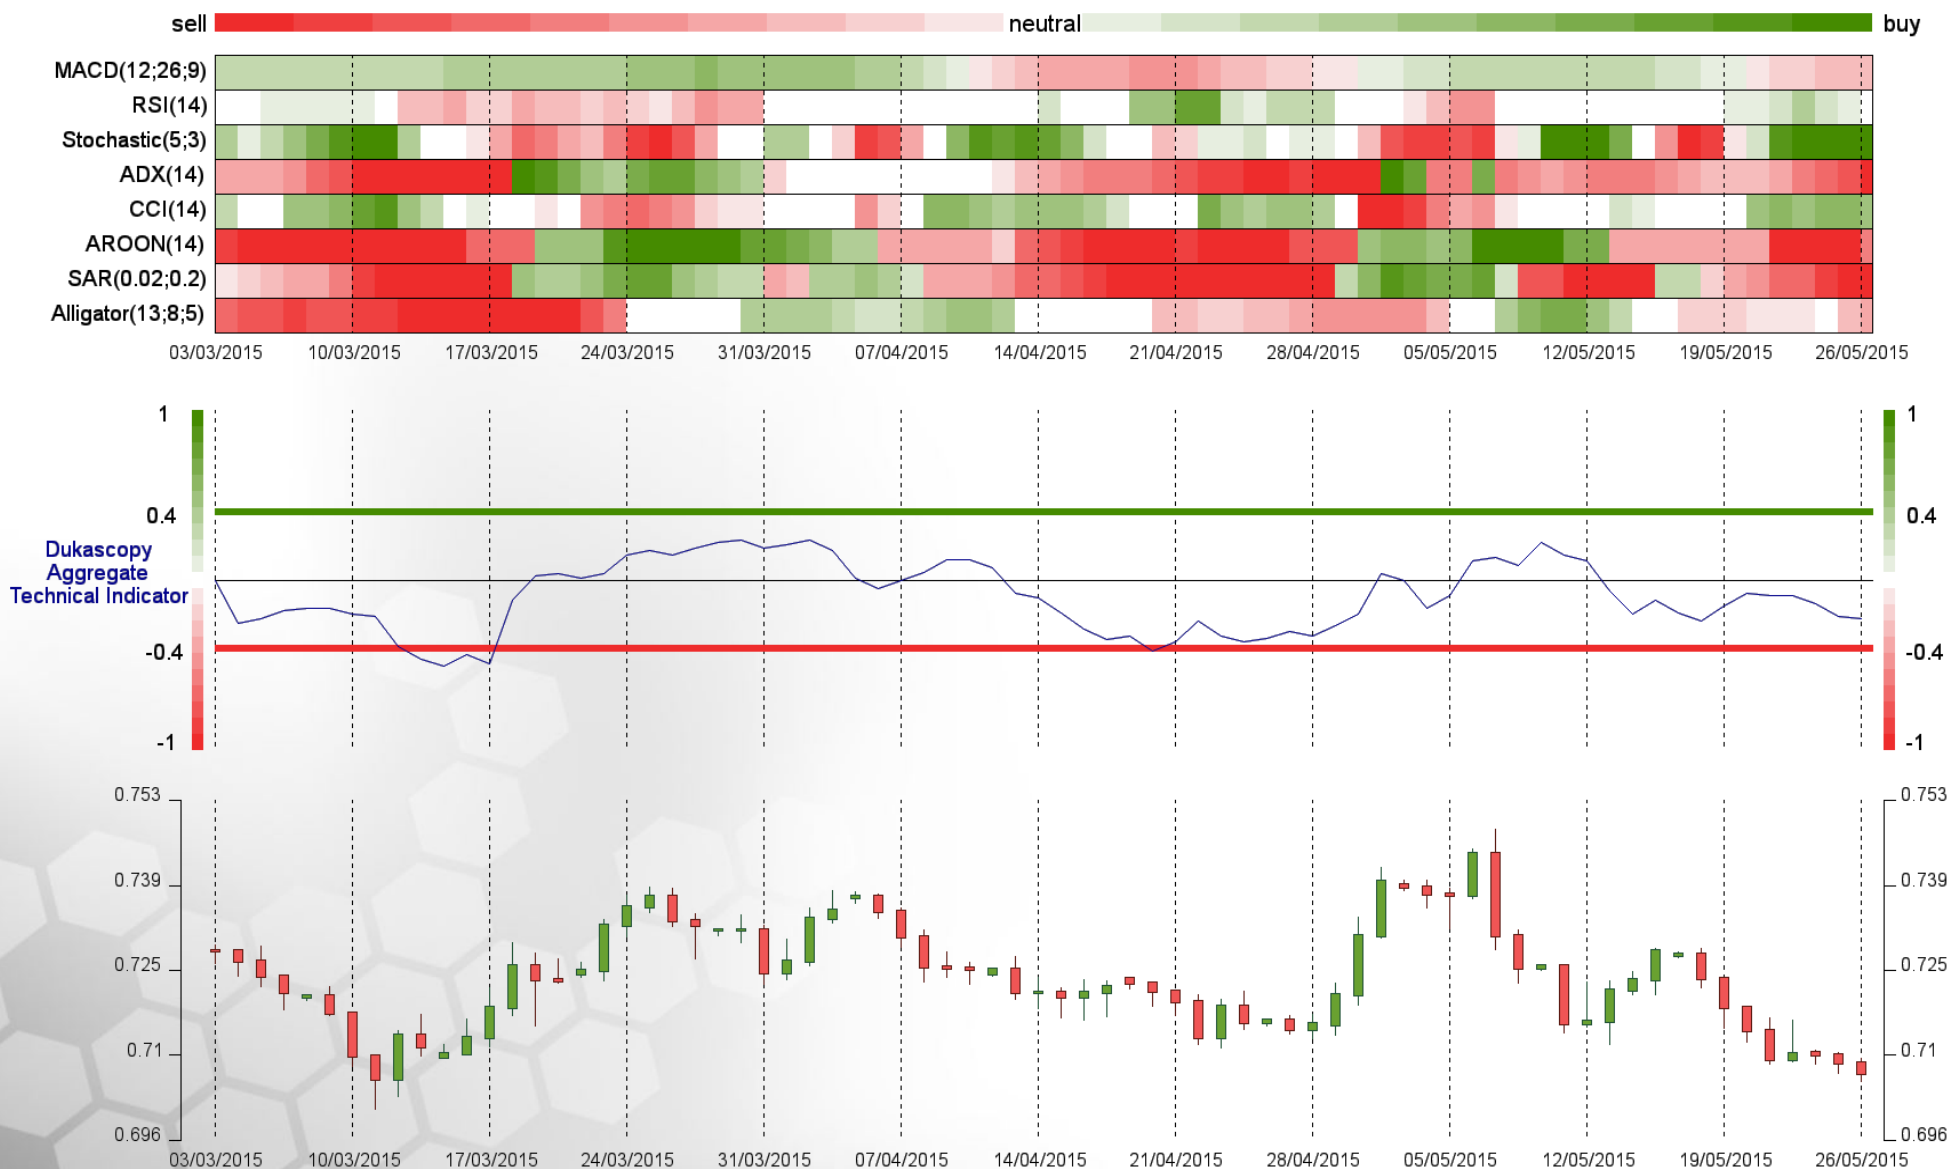 sell neutral buy
MACD(12;26;9)
RSI(14)
Stochastic(5;3)
ADX(14)
CCI(14)
AROON(14)
SAR(0.02;0.2)
Alligator(13;8;5)
03/03/2015 10/03/2015 17/03/2015 24/03/2015 31/03/2015 07/04/2015 14/04/2015 21/04/2015 28/04/2015 05/05/2015 12/05/2015 19/05/2015 26/05/2015
1 1
0.4 0.4
Dukascopy
Aggregate
Technical Indicator
-0.4 -0.4
-1 -1
0.753 0.753
0.739 0.739
0.725 0.725
0.71 0.71
0.696 0.696
03/03/2015 10/03/2015 17/03/2015 24/03/2015 31/03/2015 07/04/2015 14/04/2015 21/04/2015 28/04/2015 05/05/2015 12/05/2015 19/05/2015 26/05/2015